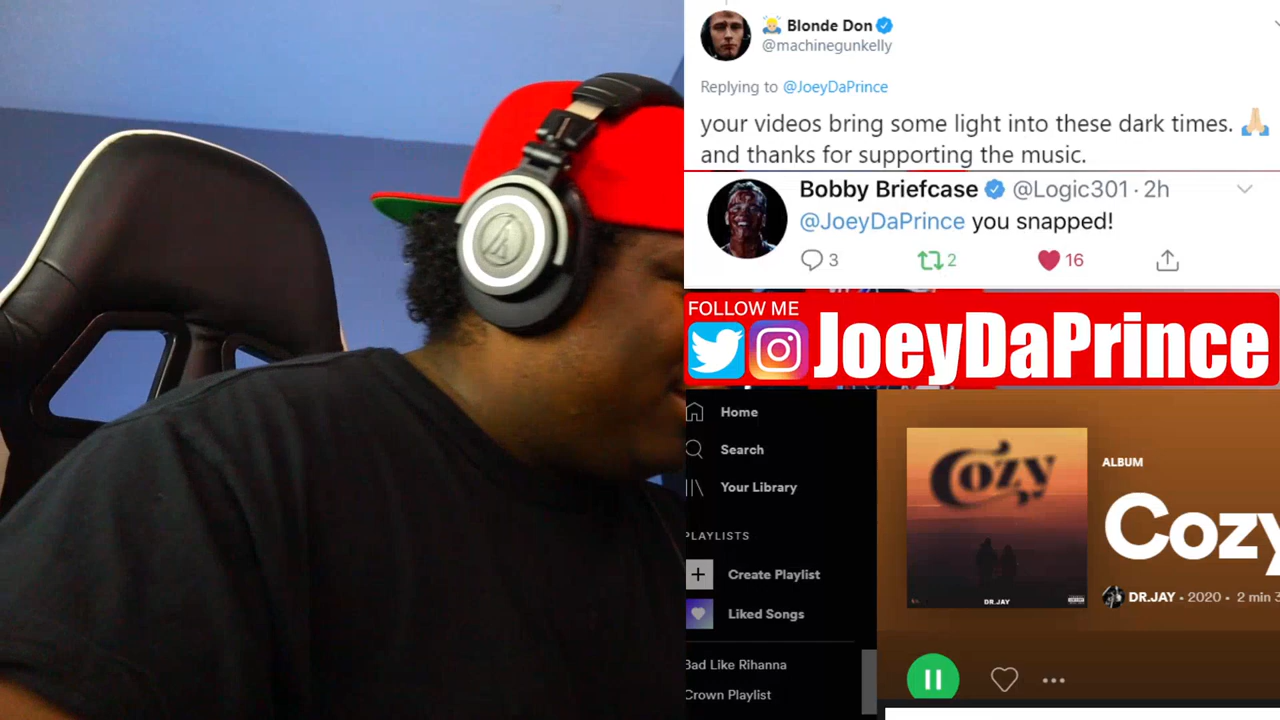 Blonde Don
@machinegunkelly
Replying to @JoeyDaPrince
your videos bring some light into these dark times. 🙏🏻
and thanks for supporting the music.
Bobby Briefcase @Logic301 · 2h
@JoeyDaPrince you snapped!
3 2 16
FOLLOW ME
JoeyDaPrince
Home
Search
Your Library
PLAYLISTS
Create Playlist
Liked Songs
Bad Like Rihanna
Crown Playlist
Cozy
DR.JAY
ALBUM
Cozy
DR.JAY • 2020 • 2 min 3